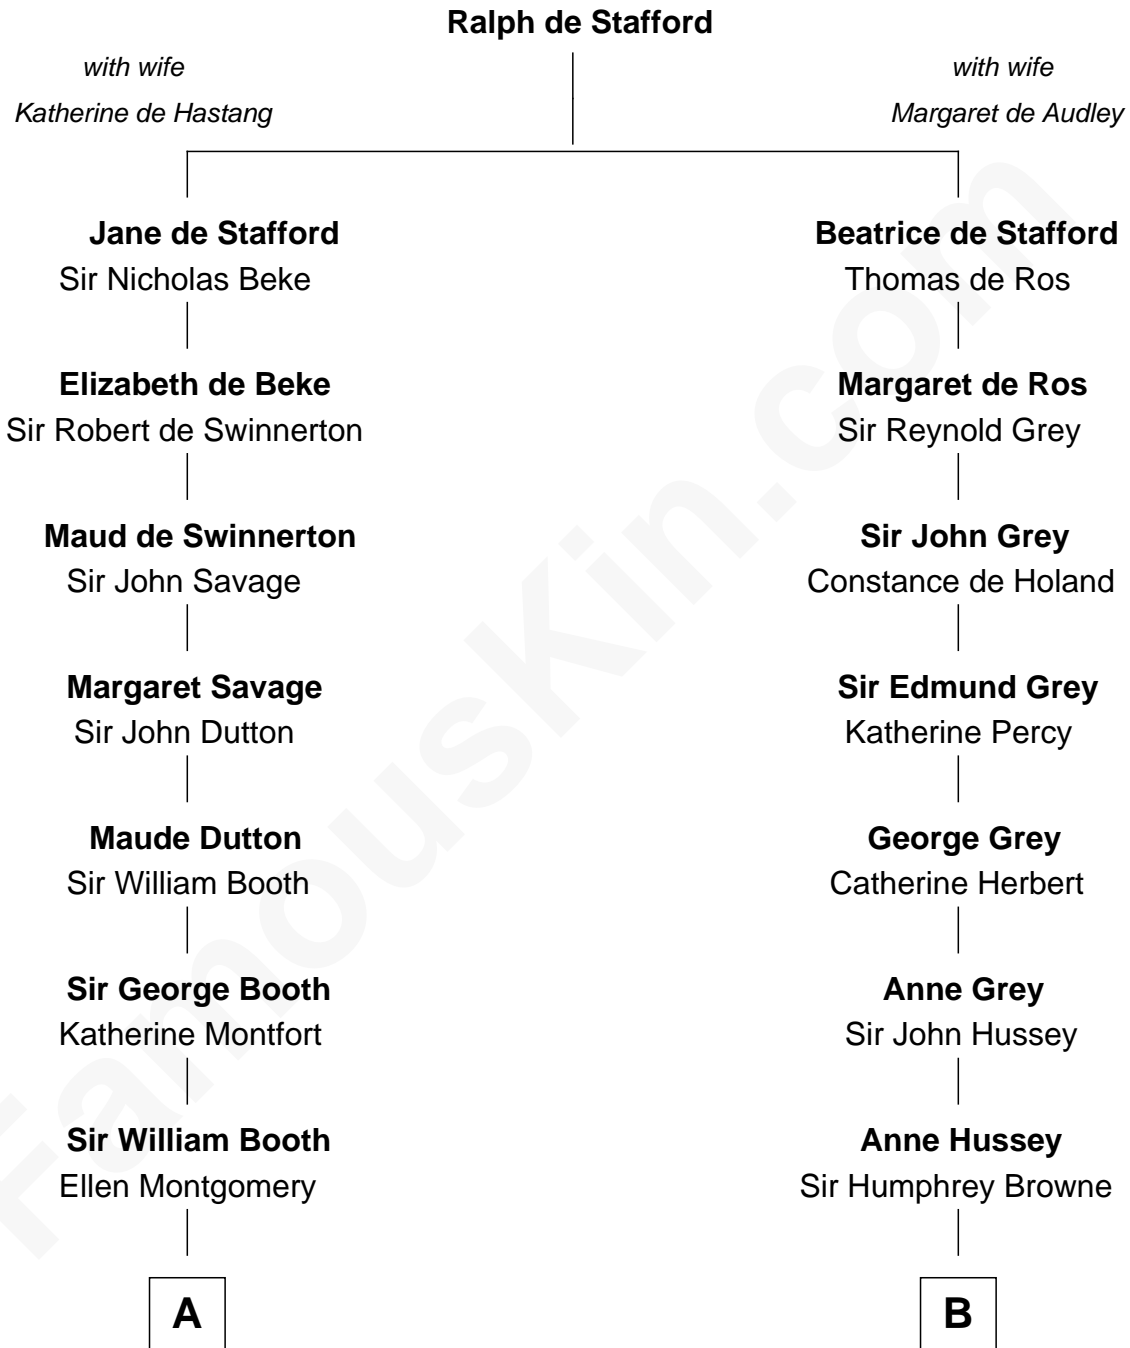 Ralph de Stafford
with wife
Katherine de Hastang
with wife
Margaret de Audley
Jane de Stafford
Sir Nicholas Beke
Beatrice de Stafford
Thomas de Ros
Elizabeth de Beke
Sir Robert de Swinnerton
Margaret de Ros
Sir Reynold Grey
Maud de Swinnerton
Sir John Savage
Sir John Grey
Constance de Holand
Margaret Savage
Sir John Dutton
Sir Edmund Grey
Katherine Percy
Maude Dutton
Sir William Booth
George Grey
Catherine Herbert
Sir George Booth
Katherine Montfort
Anne Grey
Sir John Hussey
Sir William Booth
Ellen Montgomery
Anne Hussey
Sir Humphrey Browne
A
B
FamousKin.com